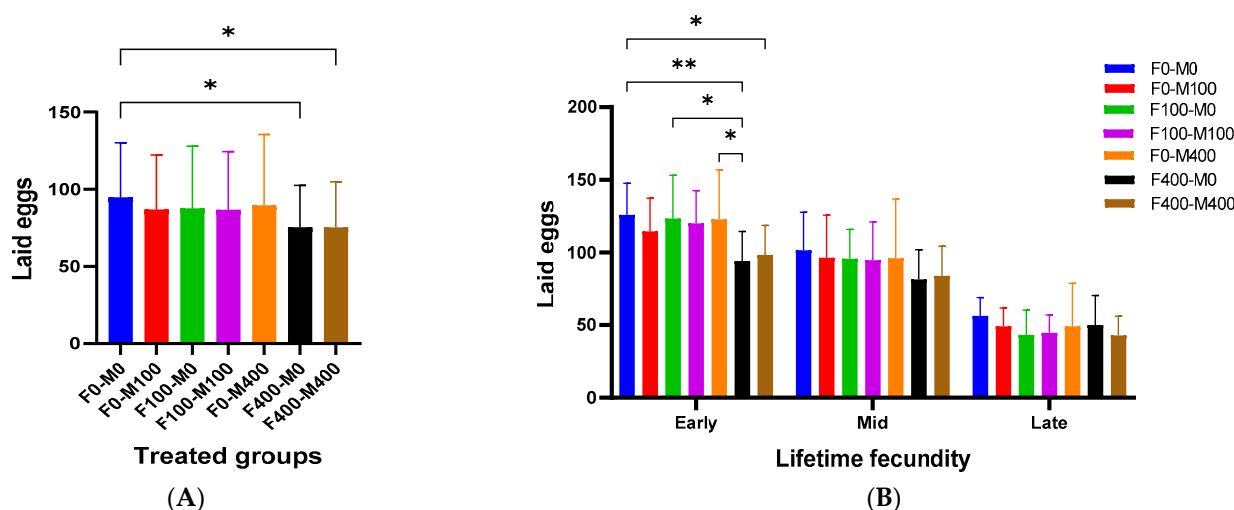 *
*
150
100
50
0
Laid eggs
F0-M0
F0-M100
F100-M0
F100-M100
F0-M400
F400-M0
F400-M400
Treated groups
(A)
*
**
*
*
200
150
100
50
0
Laid eggs
Early
Mid
Late
Lifetime fecundity
F0-M0
F0-M100
F100-M0
F100-M100
F0-M400
F400-M0
F400-M400
(B)